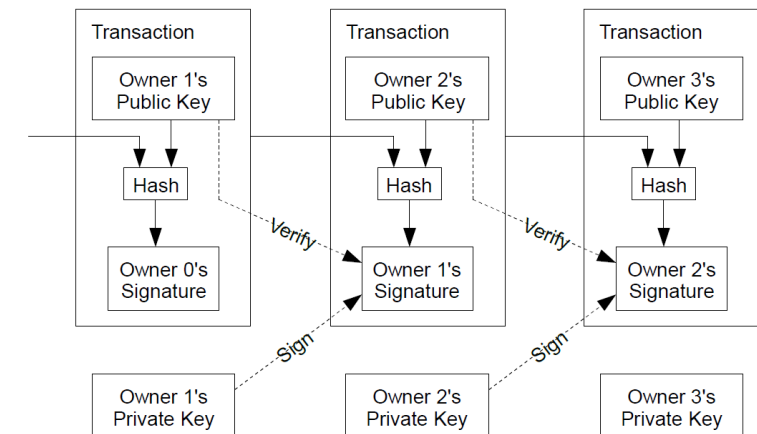 Transaction
Transaction
Transaction
Owner 1's
Public Key
Owner 2's
Public Key
Owner 3's
Public Key
Hash
Hash
Hash
Verify
Verify
Owner 0's
Signature
Owner 1's
Signature
Owner 2's
Signature
Sign
Sign
Owner 1's
Private Key
Owner 2's
Private Key
Owner 3's
Private Key